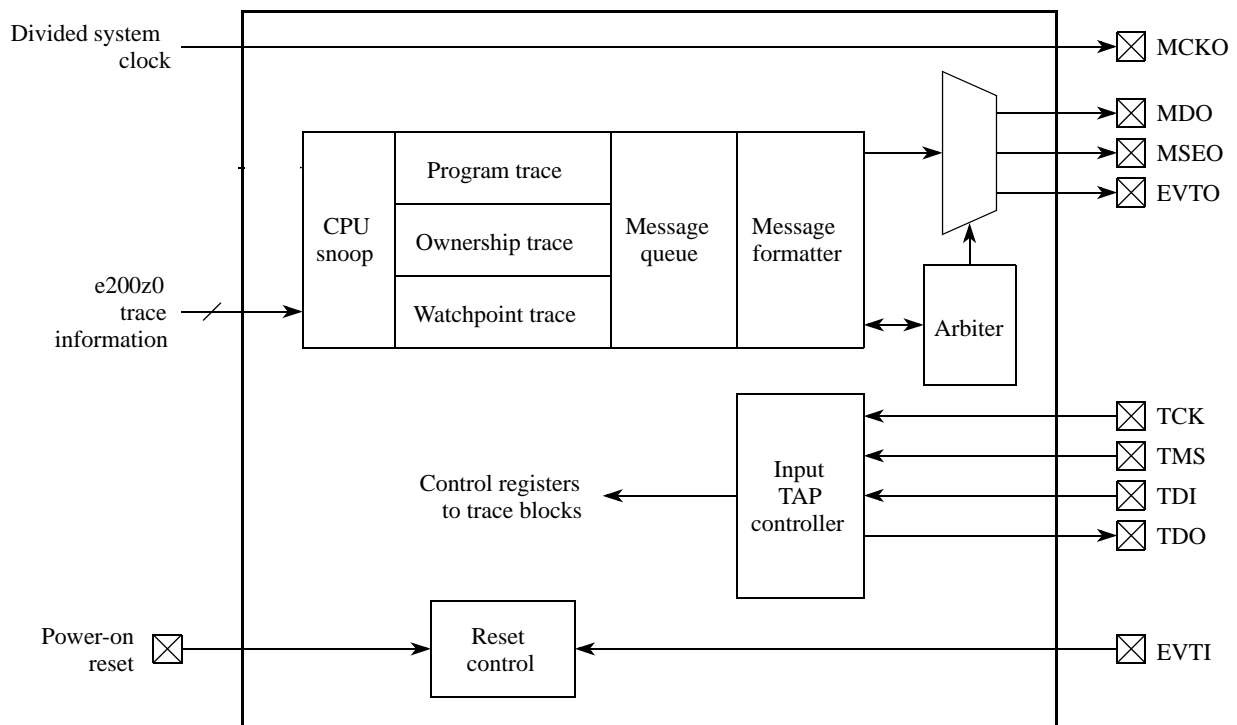 Divided system
clock
MCKO
MDO
MSEO
EVTO
CPU
snoop
Program trace
Ownership trace
Watchpoint trace
Message
queue
Message
formatter
Arbiter
e200z0
trace
information
TCK
TMS
TDI
TDO
Input
TAP
controller
Control registers
to trace blocks
Power-on
reset
Reset
control
EVTI